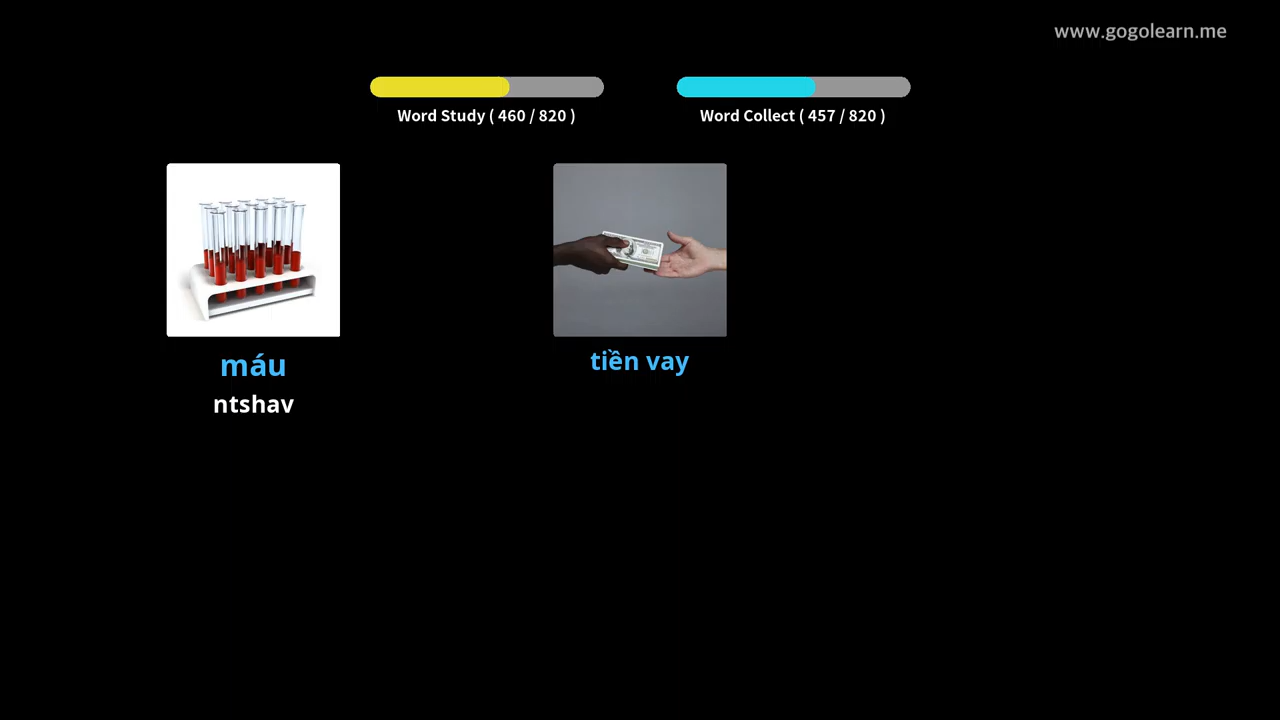 www.gogolearn.me
Word Study ( 460 / 820 )
Word Collect ( 457 / 820 )
máu
ntshav
tiền vay